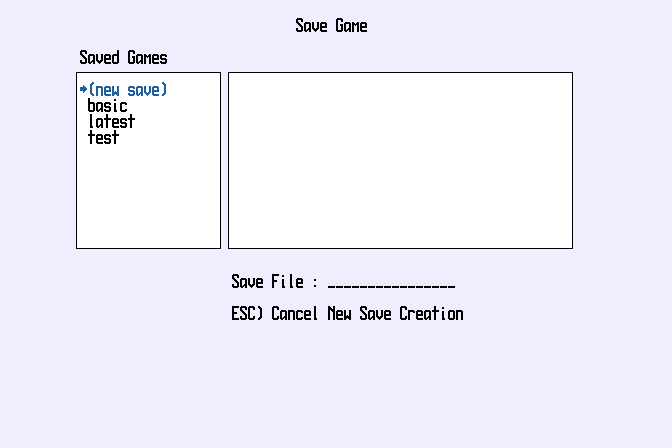 Save Game
Saved Games
→(new save)
basic
latest
test
Save File : ________________
ESC) Cancel New Save Creation